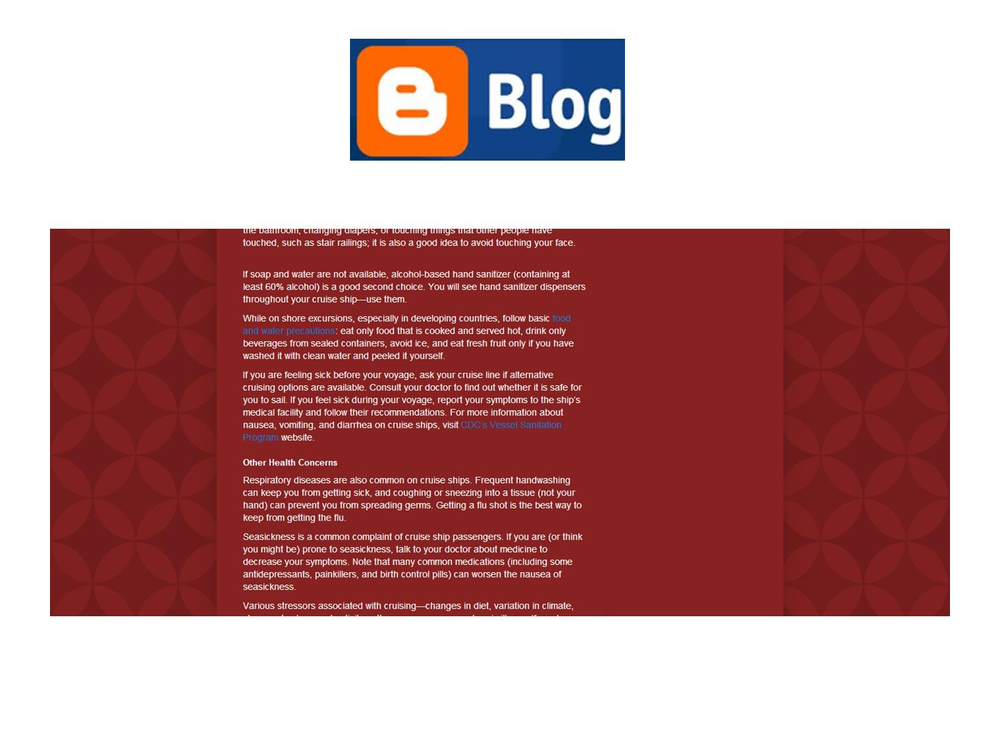 Blog
the bathroom, changing diapers, or touching things that other people have
touched, such as stair railings; it is also a good idea to avoid touching your face.
If soap and water are not available, alcohol-based hand sanitizer (containing at
least 60% alcohol) is a good second choice. You will see hand sanitizer dispensers
throughout your cruise ship—use them.
While on shore excursions, especially in developing countries, follow basic food
and water precautions: eat only food that is cooked and served hot, drink only
beverages from sealed containers, avoid ice, and eat fresh fruit only if you have
washed it with clean water and peeled it yourself.
If you are feeling sick before your voyage, ask your cruise line if alternative
cruising options are available. Consult your doctor to find out whether it is safe for
you to sail. If you feel sick during your voyage, report your symptoms to the ship's
medical facility and follow their recommendations. For more information about
nausea, vomiting, and diarrhea on cruise ships, visit CDC's Vessel Sanitation
Program website.
Other Health Concerns
Respiratory diseases are also common on cruise ships. Frequent handwashing
can keep you from getting sick, and coughing or sneezing into a tissue (not your
hand) can prevent you from spreading germs. Getting a flu shot is the best way to
keep from getting the flu.
Seasickness is a common complaint of cruise ship passengers. If you are (or think
you might be) prone to seasickness, talk to your doctor about medicine to
decrease your symptoms. Note that many common medications (including some
antidepressants, painkillers, and birth control pills) can worsen the nausea of
seasickness.
Various stressors associated with cruising—changes in diet, variation in climate,